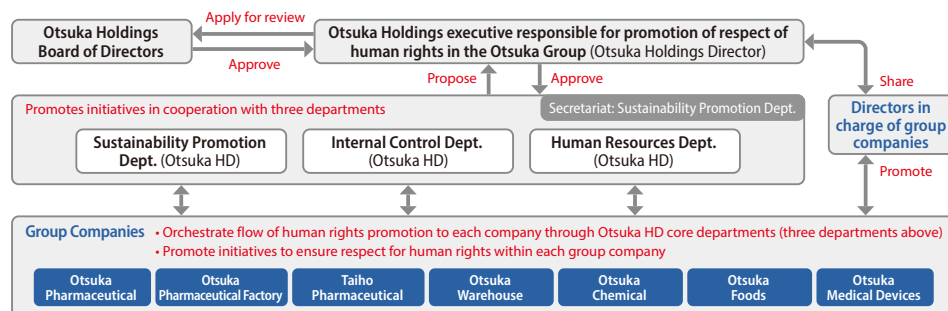 Apply for review
Otsuka Holdings
Board of Directors
Approve
Otsuka Holdings executive responsible for promotion of respect of
human rights in the Otsuka Group (Otsuka Holdings Director)
Propose
Approve
Share
Promotes initiatives in cooperation with three departments
Secretariat: Sustainability Promotion Dept.
Sustainability Promotion
Dept. (Otsuka HD)
Internal Control Dept.
(Otsuka HD)
Human Resources Dept.
(Otsuka HD)
Directors in
charge of group
companies
Promote
Group Companies
• Orchestrate flow of human rights promotion to each company through Otsuka HD core departments (three departments above)
• Promote initiatives to ensure respect for human rights within each group company
Otsuka
Pharmaceutical
Otsuka
Pharmaceutical Factory
Taiho
Pharmaceutical
Otsuka
Warehouse
Otsuka
Chemical
Otsuka
Foods
Otsuka
Medical Devices